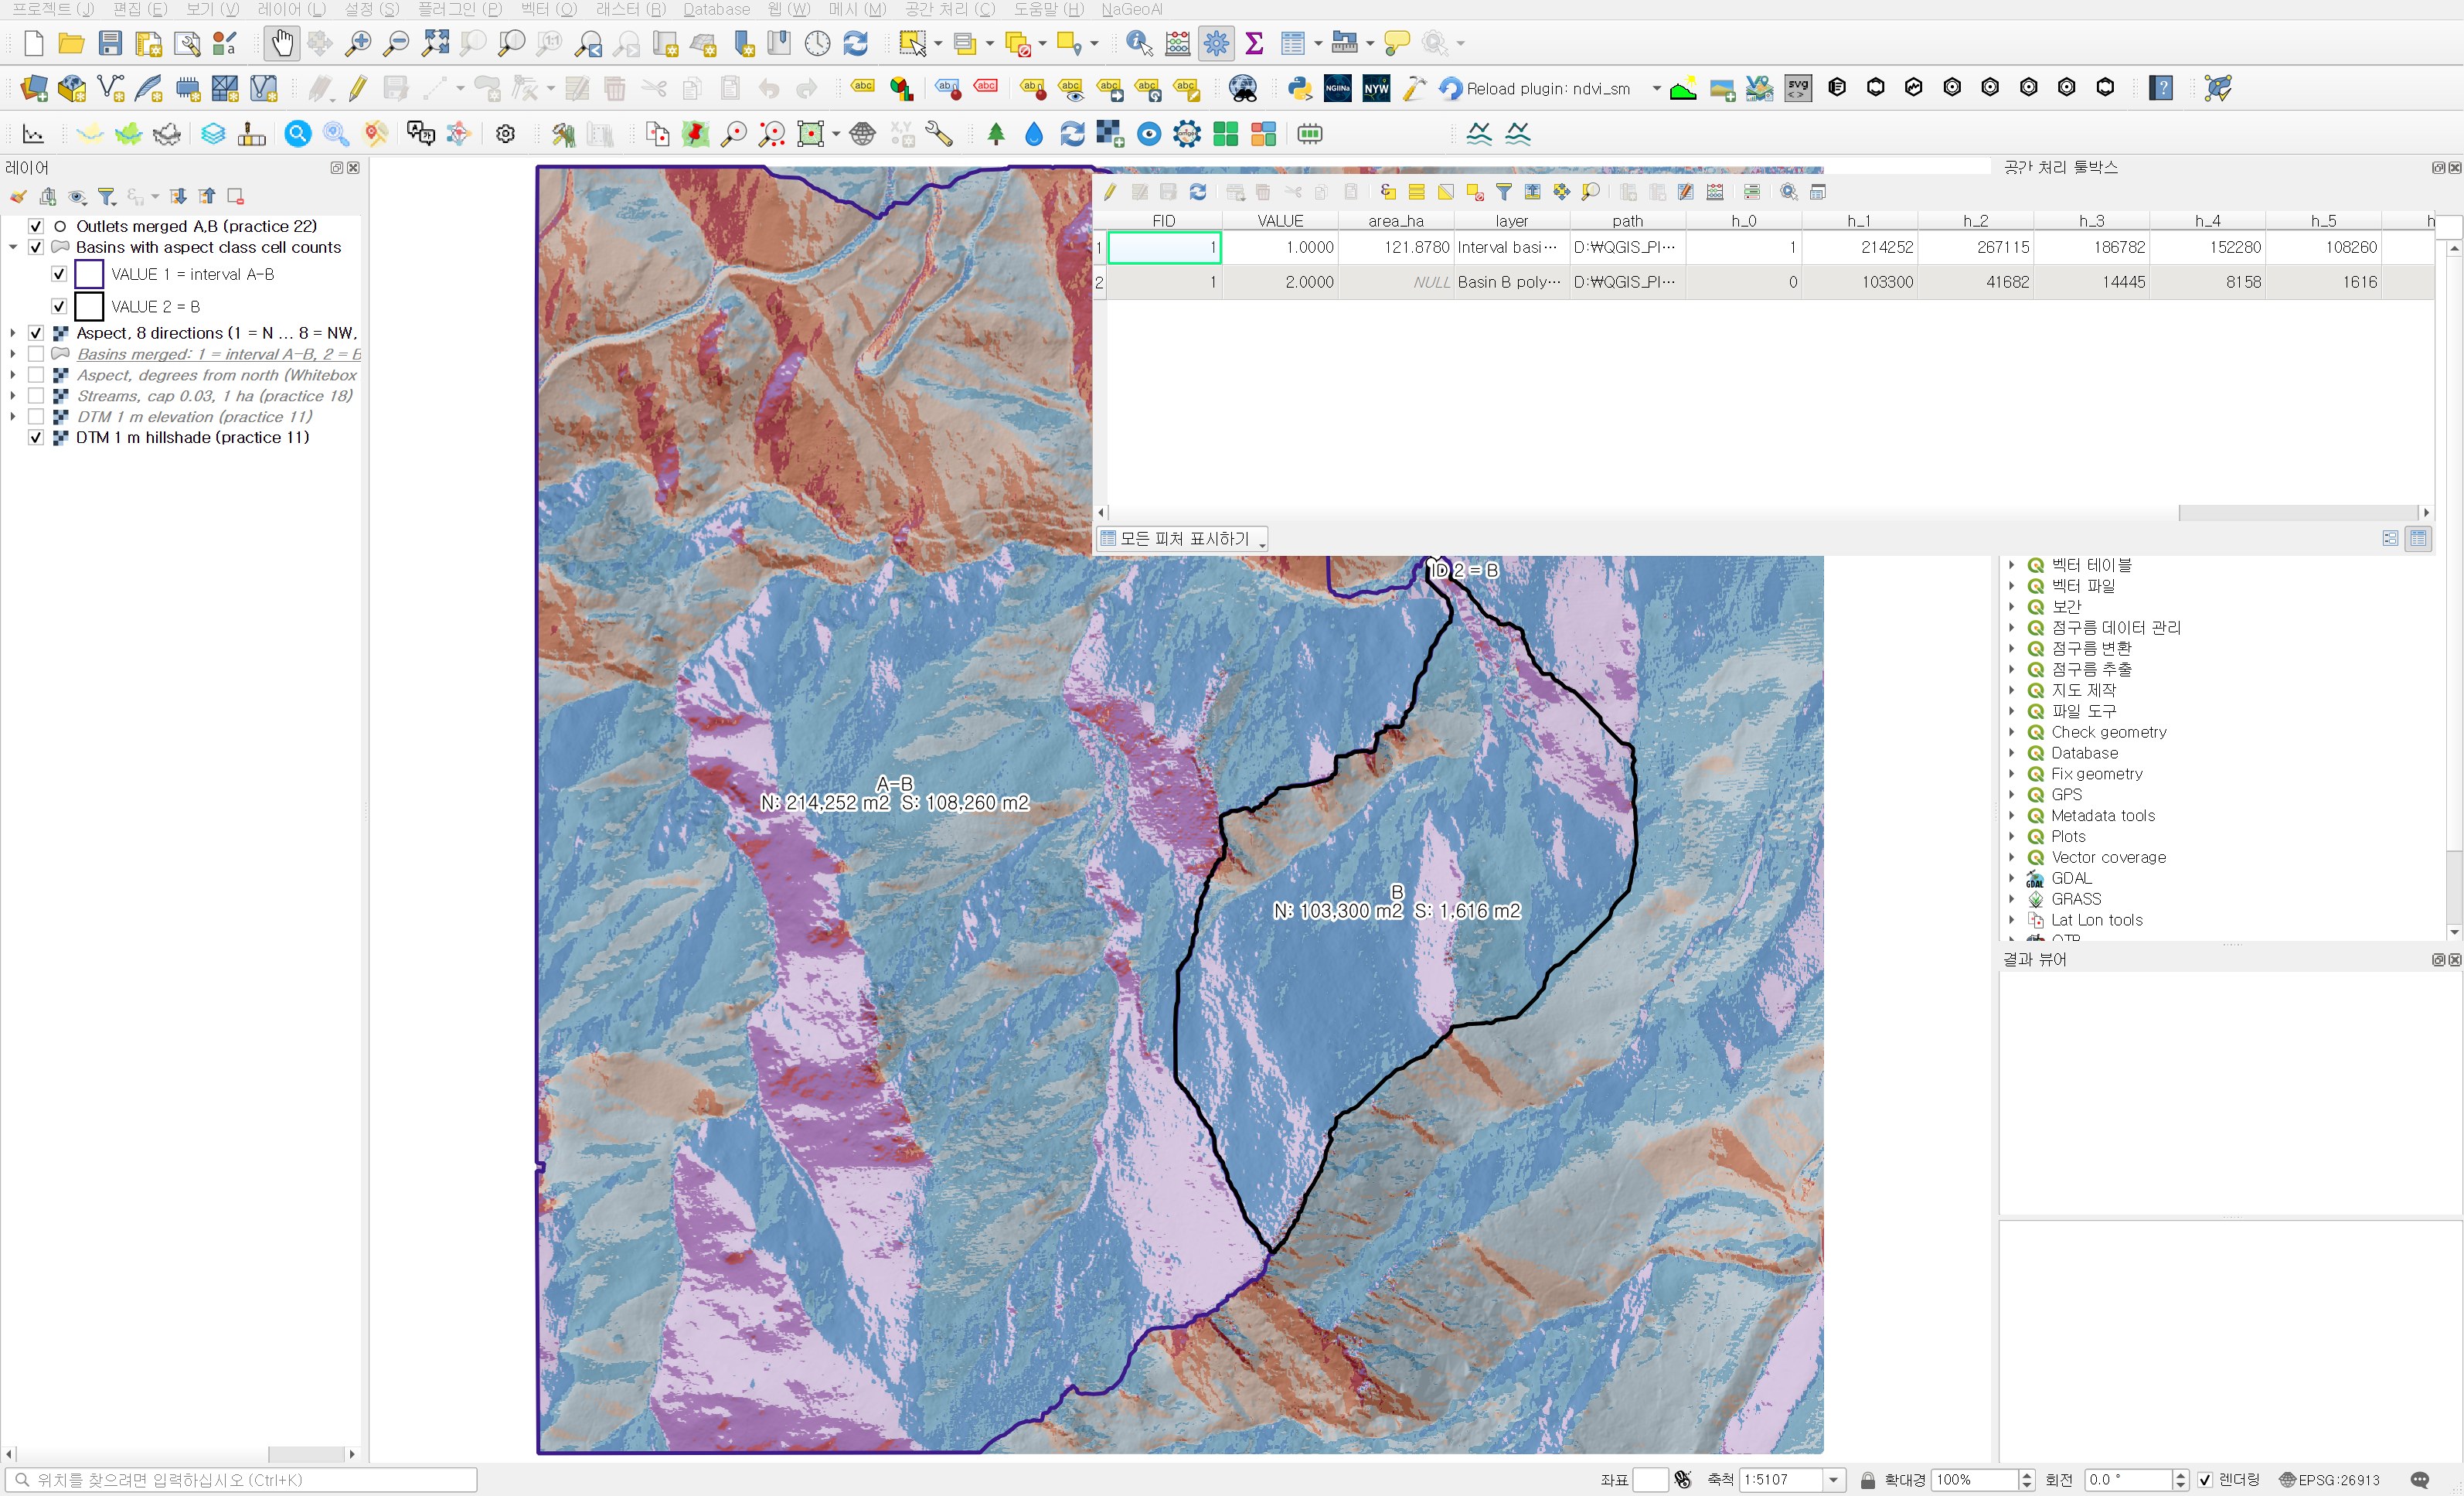 프로젝트 (J) 편집 (E) 보기 (V) 레이어 (L) 설정 (S) 플러그인 (P) 벡터 (O) 래스터 (R) Database 웹 (W) 메시 (M) 공간 처리 (C) 도움말 (H) NaGeoAI
Reload plugin: ndvi_sm
레이어
Outlets merged A,B (practice 22)
Basins with aspect class cell counts
VALUE 1 = interval A-B
VALUE 2 = B
Aspect, 8 directions (1 = N ... 8 = NW,
Basins merged: 1 = interval A-B, 2 = B
Aspect, degrees from north (Whitebox
Streams, cap 0.03, 1 ha (practice 18)
DTM 1 m elevation (practice 11)
DTM 1 m hillshade (practice 11)
FID VALUE area_ha layer path h_0 h_1 h_2 h_3 h_4 h_5 h
1 1 1.0000 121.8780 Interval basi… D:₩QGIS_Pl… 1 214252 267115 186782 152280 108260
2 1 2.0000 NULL Basin B poly… D:₩QGIS_Pl… 0 103300 41682 14445 8158 1616
모든 피처 표시하기
ID 2 = B
A-B
N: 214,252 m2 S: 108,260 m2
B
N: 103,300 m2 S: 1,616 m2
공간 처리 툴박스
벡터 테이블
벡터 파일
보간
점구름 데이터 관리
점구름 변환
점구름 추출
지도 제작
파일 도구
Check geometry
Database
Fix geometry
GPS
Metadata tools
Plots
Vector coverage
GDAL
GRASS
Lat Lon tools
OTB
결과 뷰어
위치를 찾으려면 입력하십시오 (Ctrl+K)
좌표 축척 1:5107 확대경 100% 회전 0.0 ° 렌더링 EPSG:26913